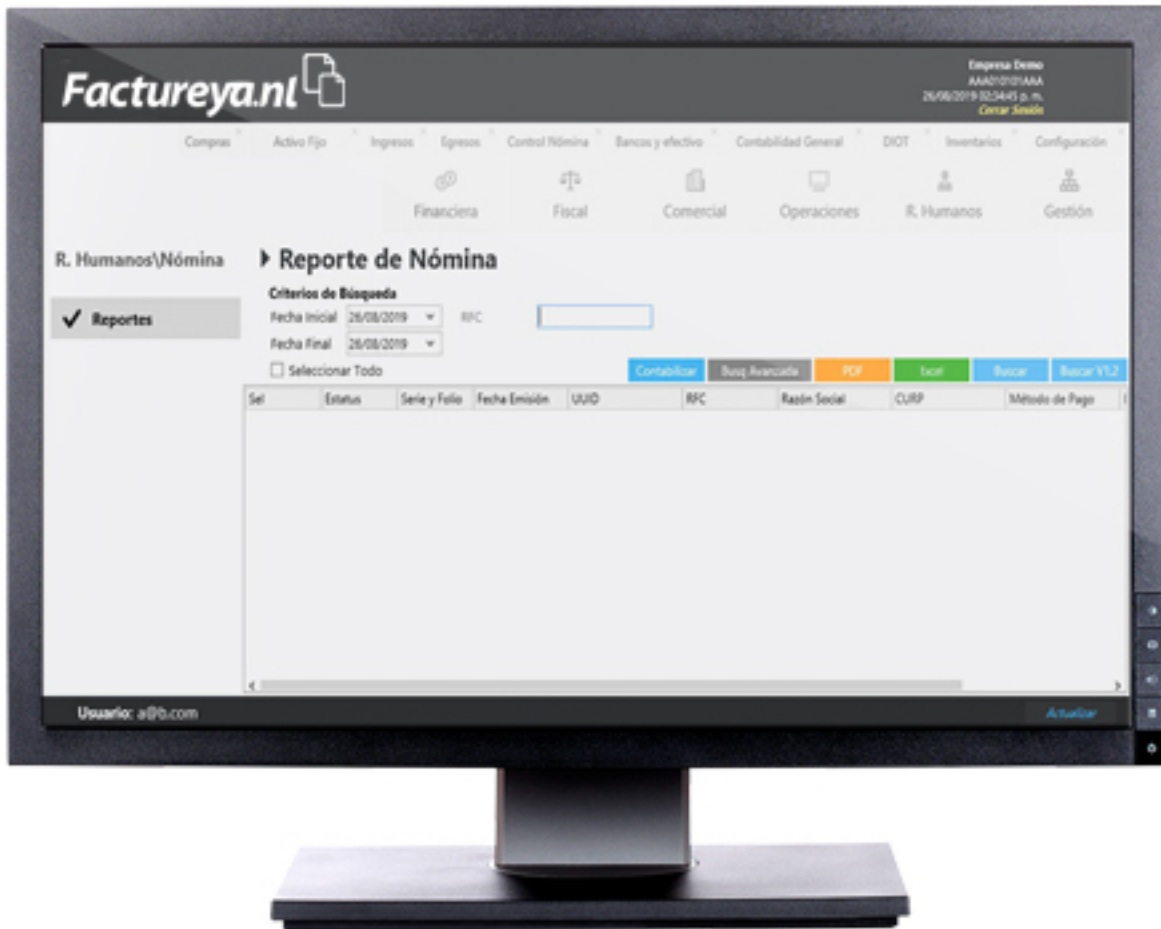 Factureya.nl
Empresa Demo
AAA010101AAA
26/08/2019 02:34:45 p. m.
Cerrar Sesión
Compras Activo Fijo Ingresos Egresos Control Nómina Bancos y efectivo Contabilidad General DIOT Inventarios Configuración
Financiera Fiscal Comercial Operaciones R. Humanos Gestión
R. Humanos\Nómina
Reporte de Nómina
Reportes
Criterios de Búsqueda
Fecha Inicial 26/08/2019 RFC
Fecha Final 26/08/2019
Seleccionar Todo
Contabilizar Busq Avanzada PDF Excel Buscar Buscar V1.2
Sel Estatus Serie y Folio Fecha Emisión UUID RFC Razón Social CURP Método de Pago
Usuario: a@b.com
Actualizar